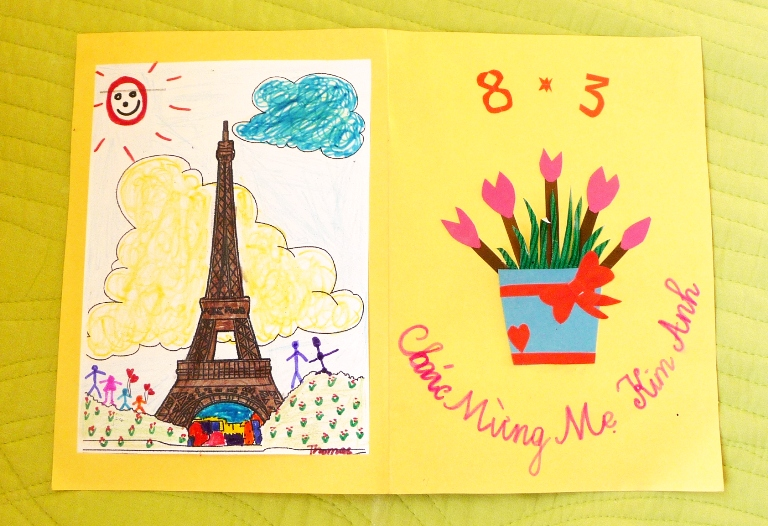 Thomas
8 * 3
Chúc Mừng Mẹ Kim Anh